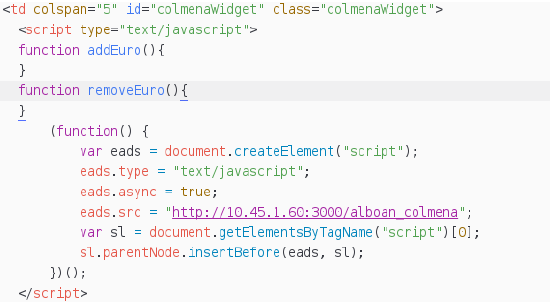 <td colspan="5" id="colmenaWidget" class="colmenaWidget">
<script type="text/javascript">
function addEuro(){
}
function removeEuro(){
}
(function() {
var eads = document.createElement("script");
eads.type = "text/javascript";
eads.async = true;
eads.src = "http://10.45.1.60:3000/alboan_colmena";
var sl = document.getElementsByTagName("script")[0];
sl.parentNode.insertBefore(eads, sl);
})();
</script>